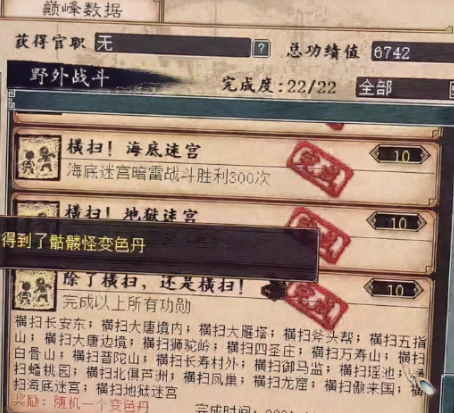 巅峰数据
获得官职 无 ? 总功绩值 6742
野外战斗 完成度:22/22 全部
横扫！海底迷宫 10
海底迷宫暗雷战斗胜利300次
完成
横扫！地狱迷宫 10
得到了骷髅怪变色丹
完成
除了横扫，还是横扫！ 10
完成以上所有功勋
完成
横扫长安东；横扫大唐境内；横扫大雁塔；横扫斧头帮；横扫五指
山；横扫大唐边境；横扫狮驼岭；横扫四圣庄；横扫万寿山；横扫
白骨山；横扫普陀山；横扫长寿村外；横扫御马监；横扫瑶池；横
扫蟠桃园；横扫北俱芦洲；横扫凤巢；横扫龙窟；横扫傲来国；横
扫海底迷宫；横扫地狱迷宫
奖励：随机一个变色丹 完成时间：